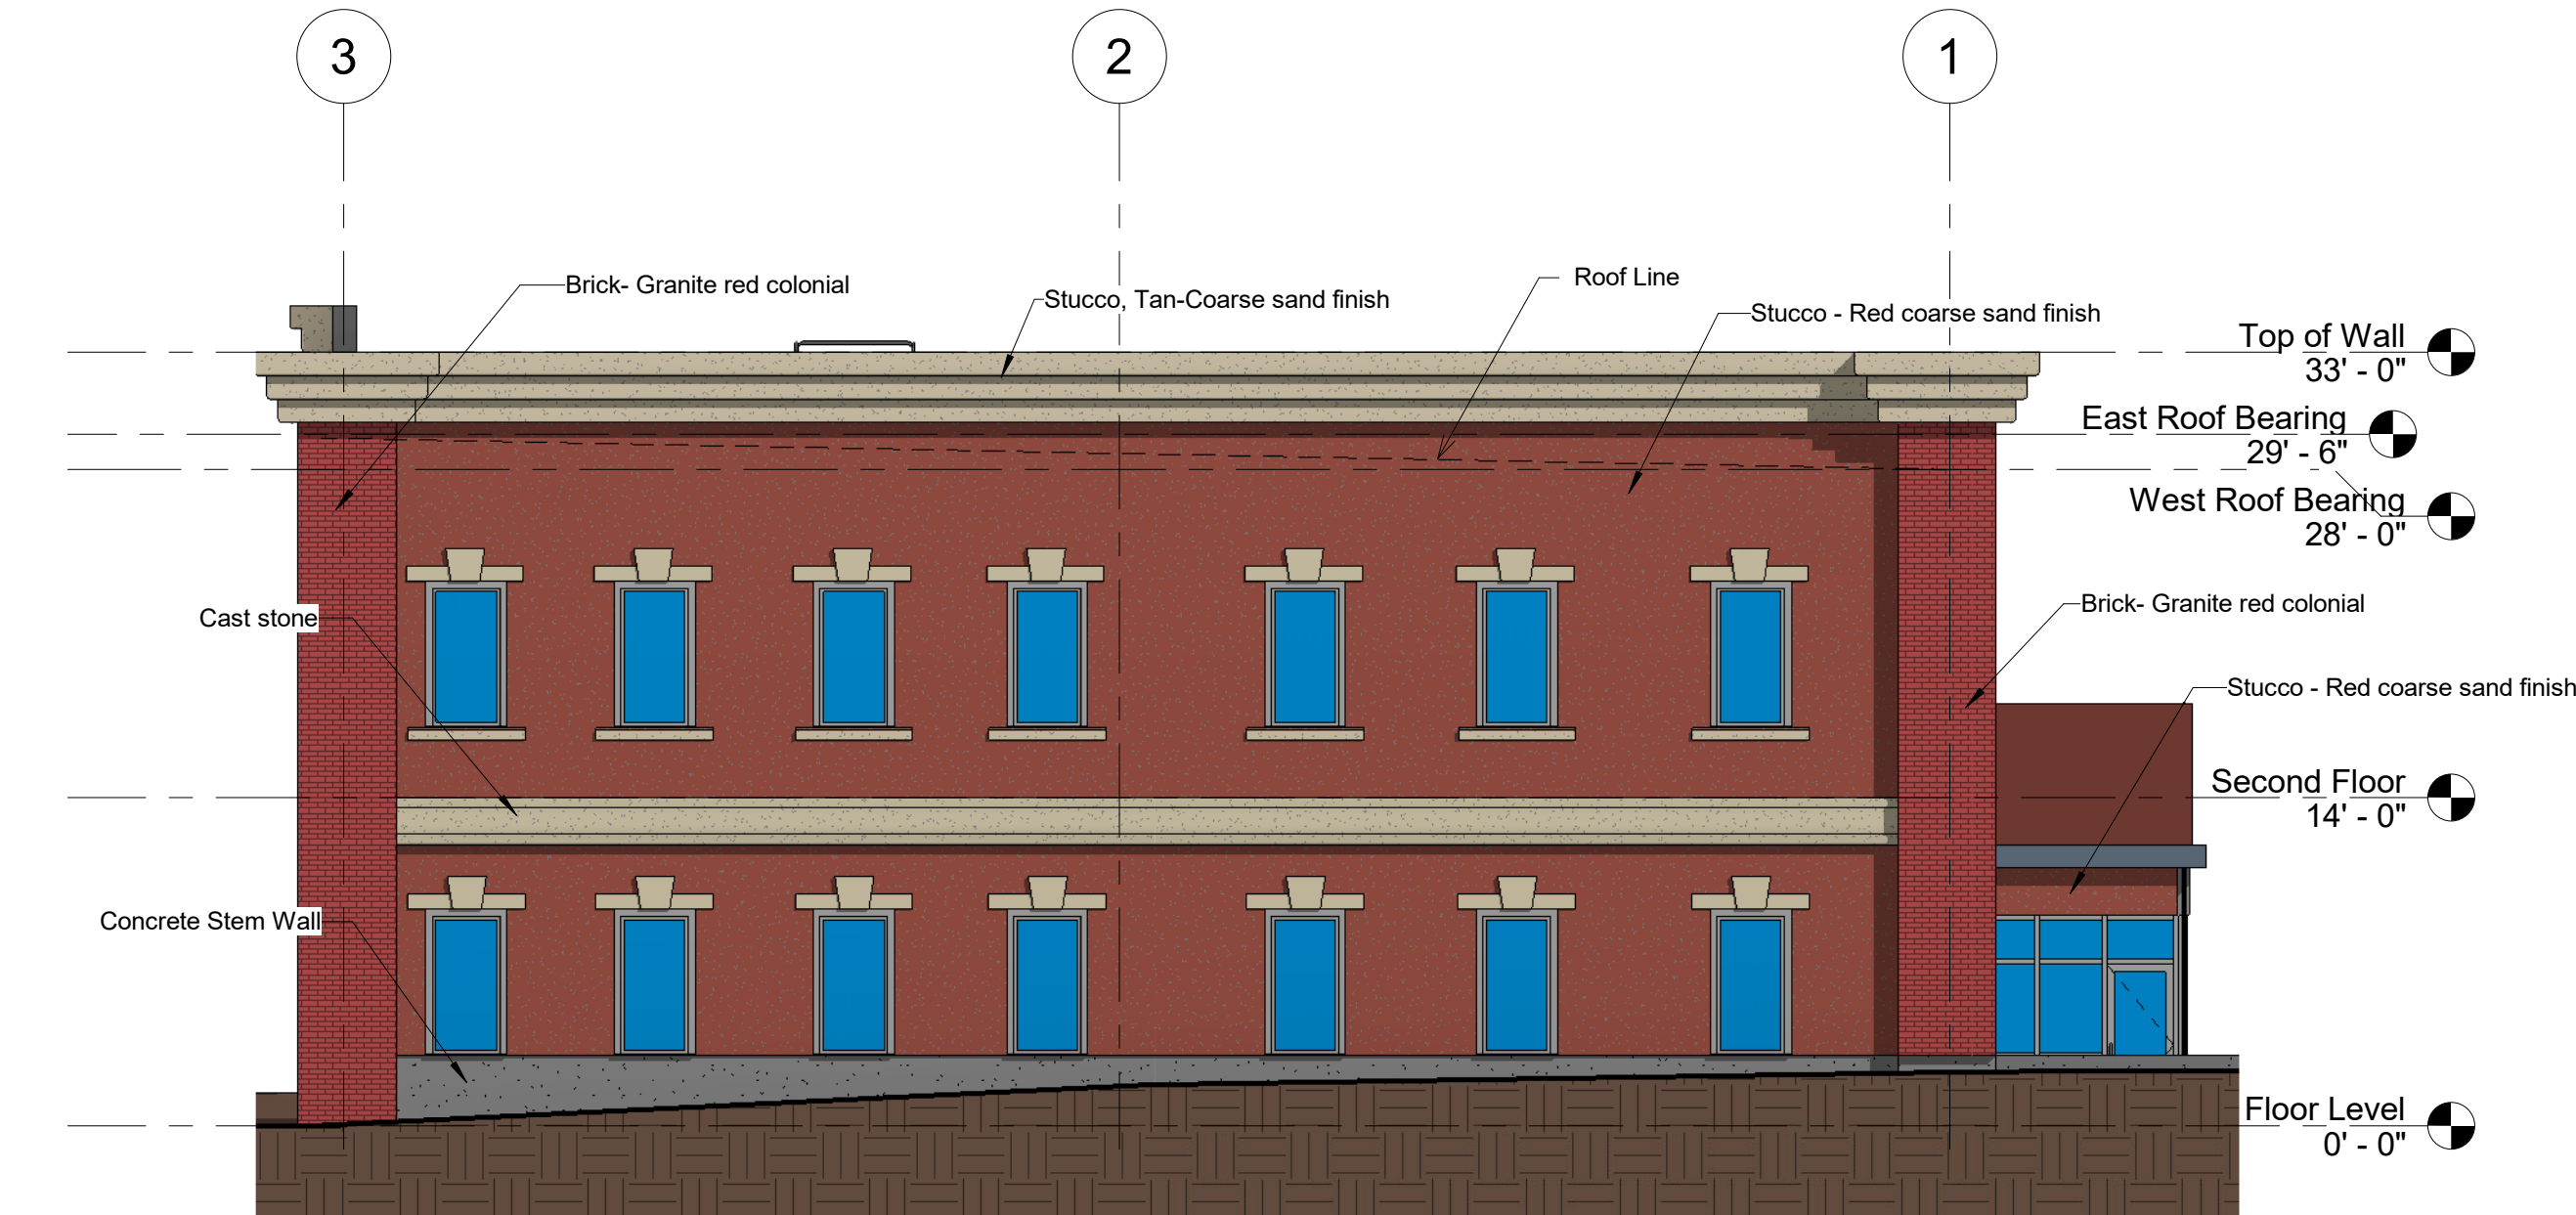 3
2
1
Brick- Granite red colonial
Stucco, Tan-Coarse sand finish
Roof Line
Stucco - Red coarse sand finish
Top of Wall
33' - 0"
East Roof Bearing
29' - 6"
West Roof Bearing
28' - 0"
Cast stone
Brick- Granite red colonial
Stucco - Red coarse sand finish
Second Floor
14' - 0"
Concrete Stem Wall
Floor Level
0' - 0"